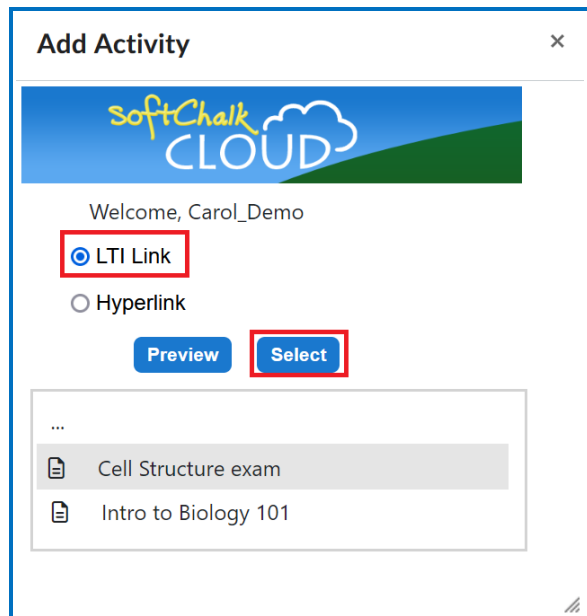 Add Activity ×
softChalk
CLOUD
Welcome, Carol_Demo
LTI Link
Hyperlink
Preview Select
...
Cell Structure exam
Intro to Biology 101